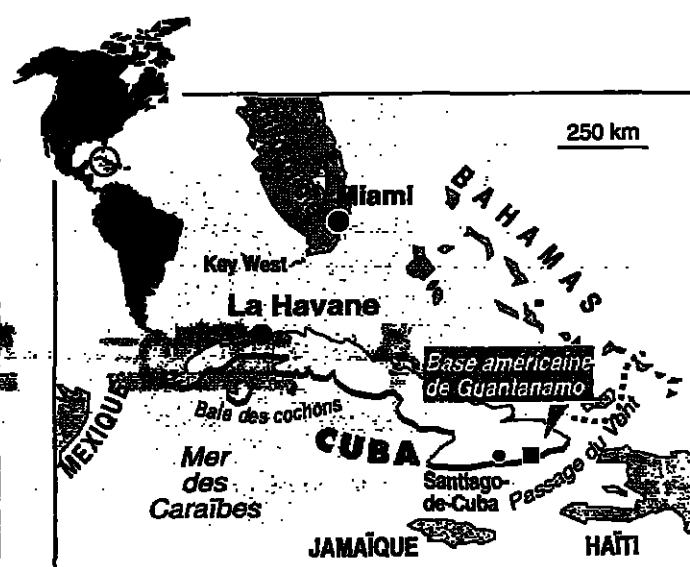 250 km
BAHAMAS
Miami
Key West
La Havane
Base américaine
de Guantanamo
MEXIQUE
Baie des cochons
CUBA
Passage du Vent
Mer
des
Caraïbes
Santiago-
de-Cuba
JAMAÏQUE
HAÏTI